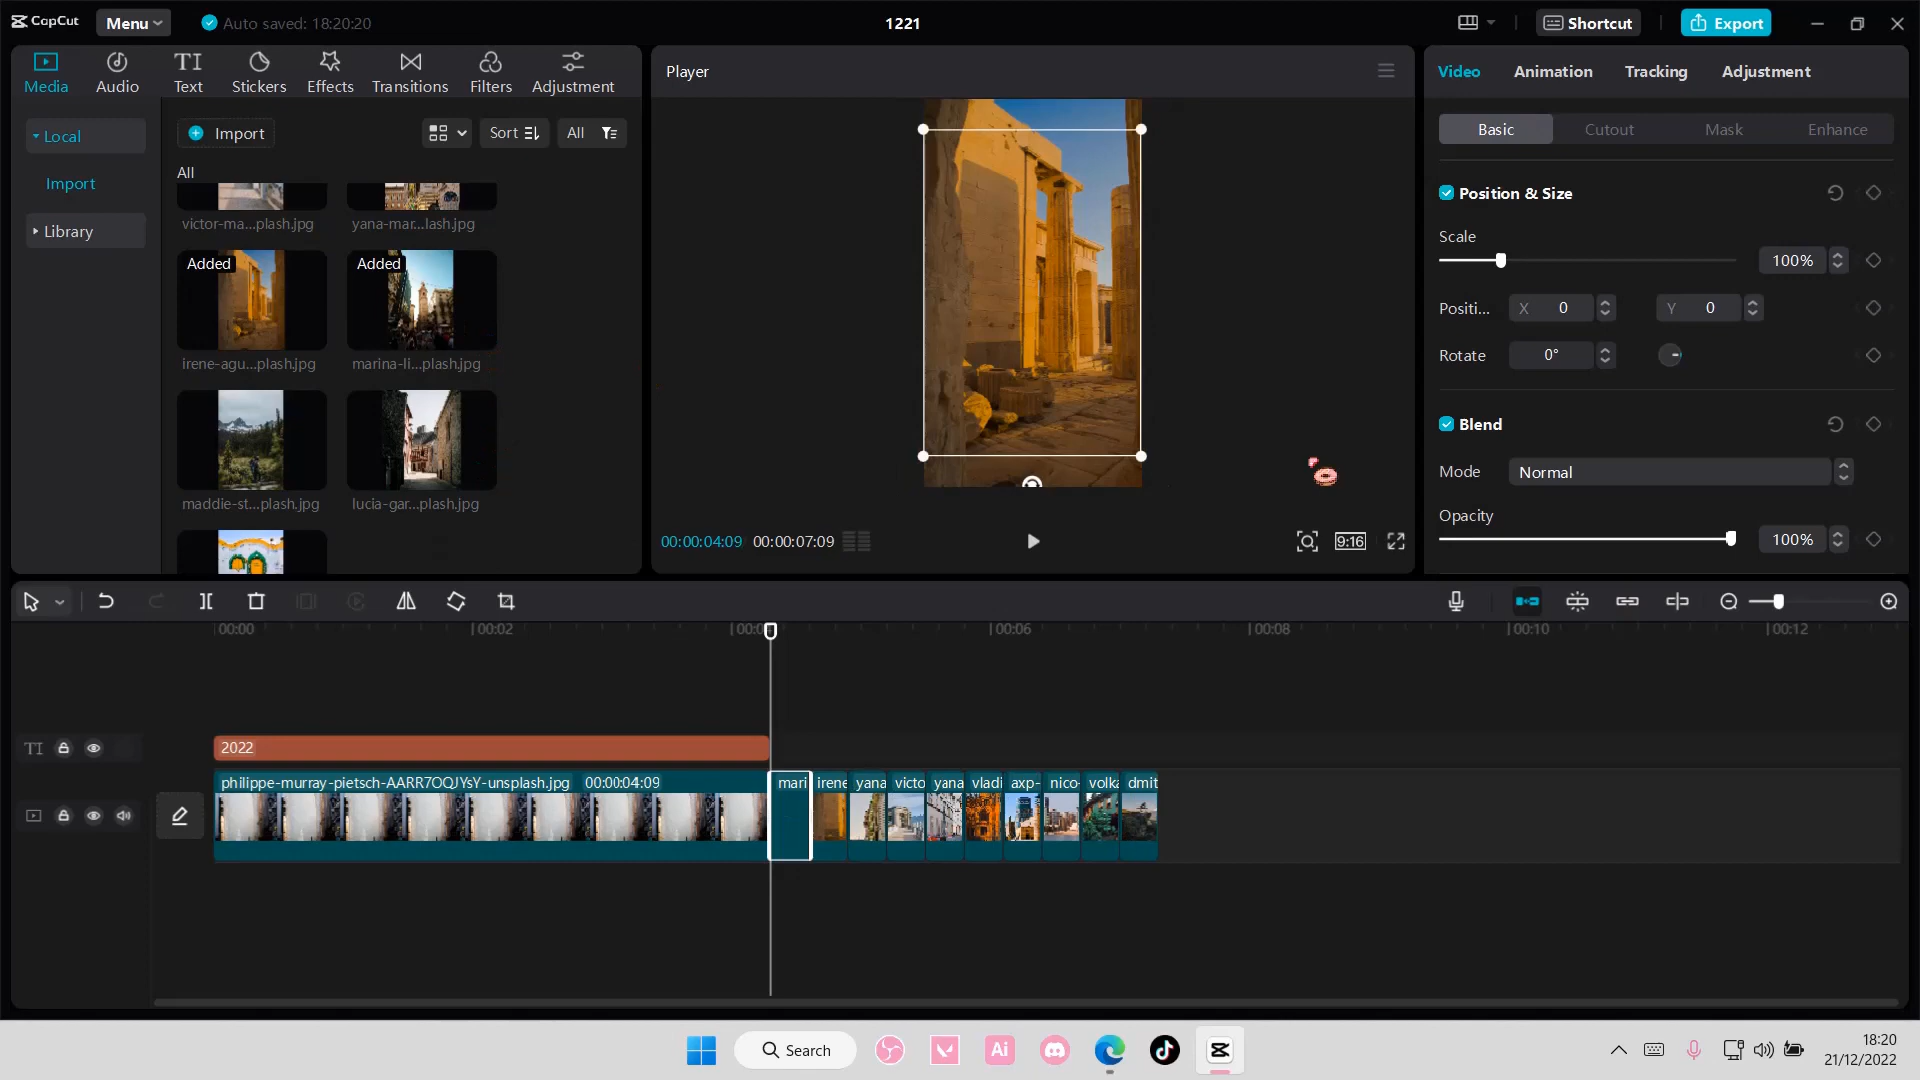 CapCut
Menu
Auto saved: 18:20:20
1221
Shortcut
Export
Media
Audio
Text
Stickers
Effects
Transitions
Filters
Adjustment
Local
Import
Library
Import
Sort
All
All
victor-ma...plash.jpg
yana-mar...lash.jpg
Added
Added
irene-agu...plash.jpg
marina-li...plash.jpg
maddie-st...plash.jpg
lucia-gar...plash.jpg
Player
00:00:04:09
00:00:07:09
9:16
Video
Animation
Tracking
Adjustment
Basic
Cutout
Mask
Enhance
Position & Size
Scale
100%
Positi...
X 0
Y 0
Rotate
0°
Blend
Mode
Normal
Opacity
100%
00:00
00:02
00:06
00:08
00:10
00:12
TI
2022
philippe-murray-pietsch-AARR7OQJYsY-unsplash.jpg 00:00:04:09
mari
irene
yana
victo
yana
vladi
axp-
nico-
volka
dmit
Search
Ai
18:20
21/12/2022